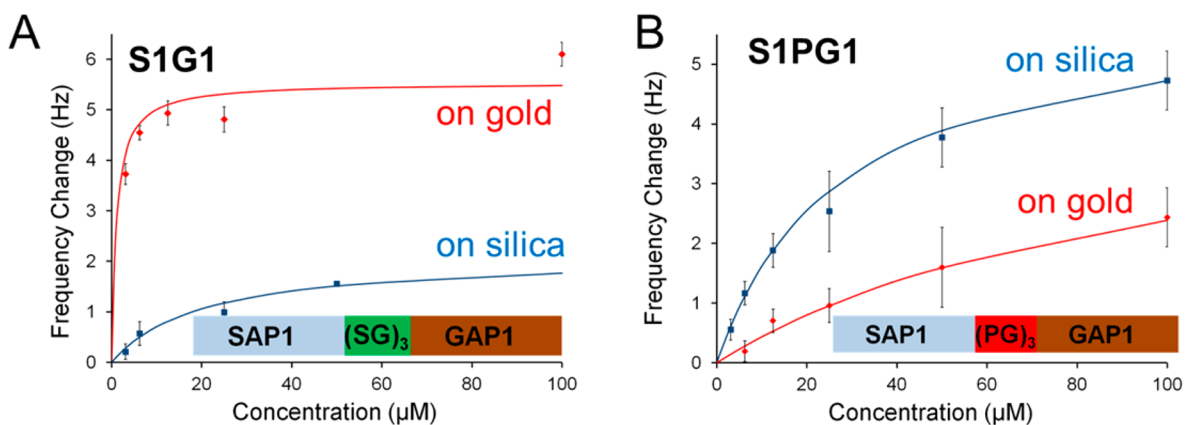 A
S1G1
Frequency Change (Hz)
6
5
4
3
2
1
0
on gold
on silica
SAP1 (SG)₃ GAP1
0 20 40 60 80 100
Concentration (µM)
B
S1PG1
Frequency Change (Hz)
5
4
3
2
1
0
on silica
on gold
SAP1 (PG)₃ GAP1
0 20 40 60 80 100
Concentration (µM)